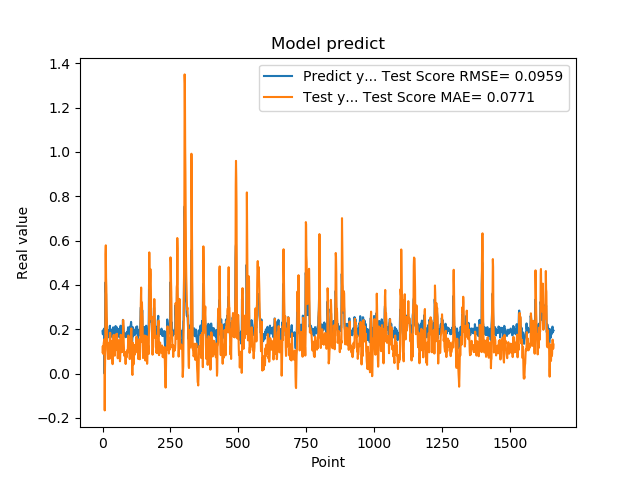 Model predict
Predict y... Test Score RMSE= 0.0959
Test y... Test Score MAE= 0.0771
1.4
1.2
1.0
0.8
0.6
0.4
0.2
0.0
−0.2
Real value
0 250 500 750 1000 1250 1500
Point